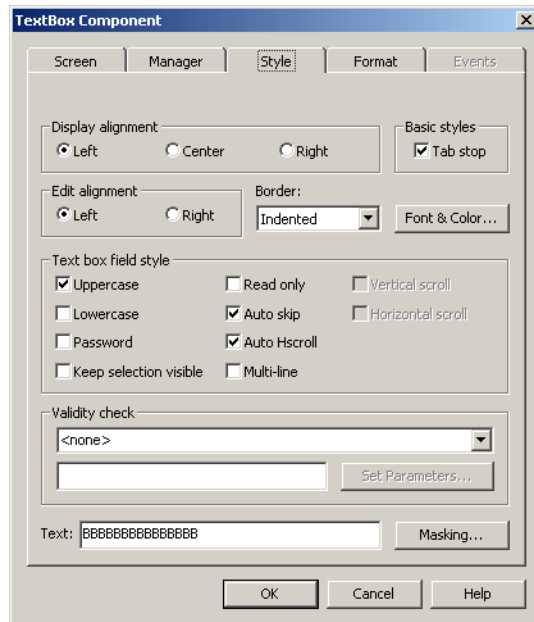 TextBox Component
Screen Manager Style Format Events
Display alignment Basic styles
Left Center Right Tab stop
Edit alignment Border:
Left Right Indented Font & Color...
Text box field style
Uppercase Read only Vertical scroll
Lowercase Auto skip Horizontal scroll
Password Auto Hscroll
Keep selection visible Multi-line
Validity check
<none>
Set Parameters...
Text: BBBBBBBBBBBBBBB Masking...
OK Cancel Help